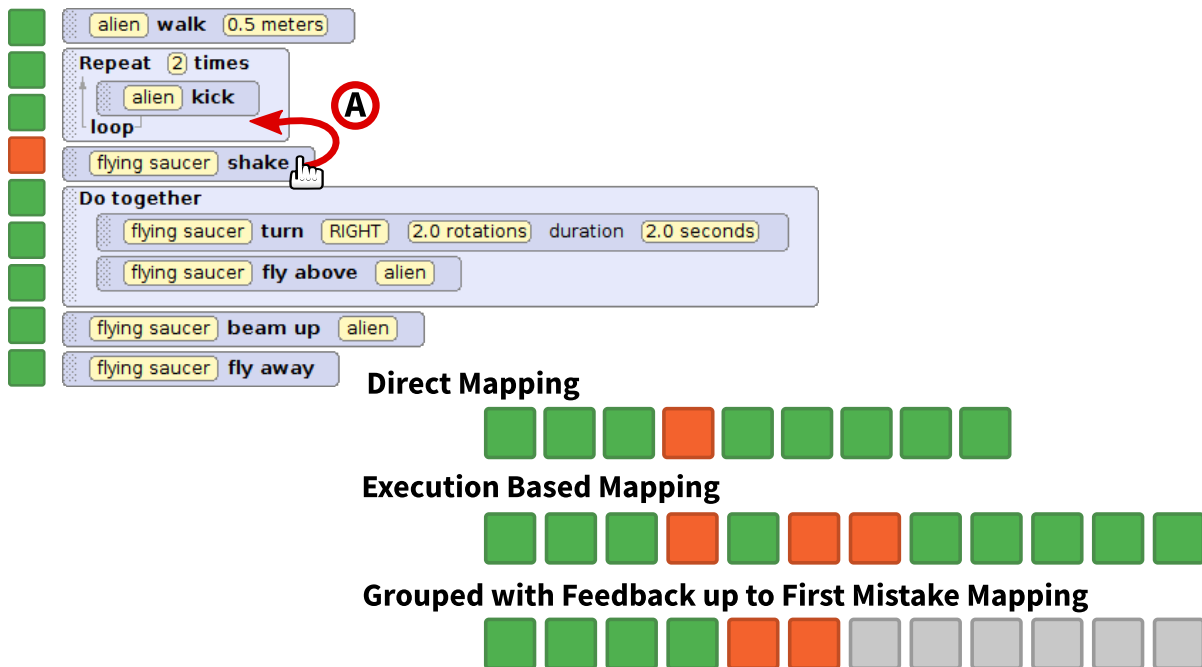 alien walk 0.5 meters
Repeat 2 times
alien kick
A
loop
flying saucer shake
Do together
flying saucer turn RIGHT 2.0 rotations duration 2.0 seconds
flying saucer fly above alien
flying saucer beam up alien
flying saucer fly away
Direct Mapping
Execution Based Mapping
Grouped with Feedback up to First Mistake Mapping